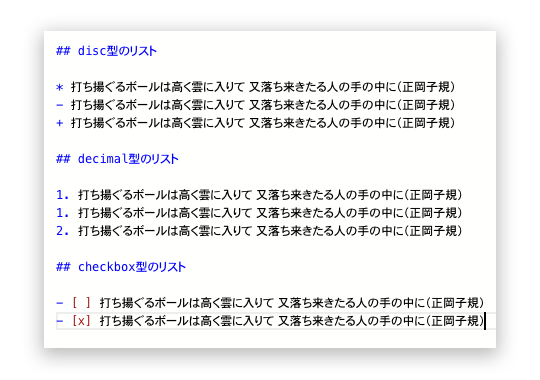 ## disc型のリスト
* 打ち揚ぐるボールは高く雲に入りて 又落ち来きたる人の手の中に(正岡子規)
- 打ち揚ぐるボールは高く雲に入りて 又落ち来きたる人の手の中に(正岡子規)
+ 打ち揚ぐるボールは高く雲に入りて 又落ち来きたる人の手の中に(正岡子規)
## decimal型のリスト
1. 打ち揚ぐるボールは高く雲に入りて 又落ち来きたる人の手の中に(正岡子規)
1. 打ち揚ぐるボールは高く雲に入りて 又落ち来きたる人の手の中に(正岡子規)
2. 打ち揚ぐるボールは高く雲に入りて 又落ち来きたる人の手の中に(正岡子規)
## checkbox型のリスト
- [ ] 打ち揚ぐるボールは高く雲に入りて 又落ち来きたる人の手の中に(正岡子規)
- [x] 打ち揚ぐるボールは高く雲に入りて 又落ち来きたる人の手の中に(正岡子規)